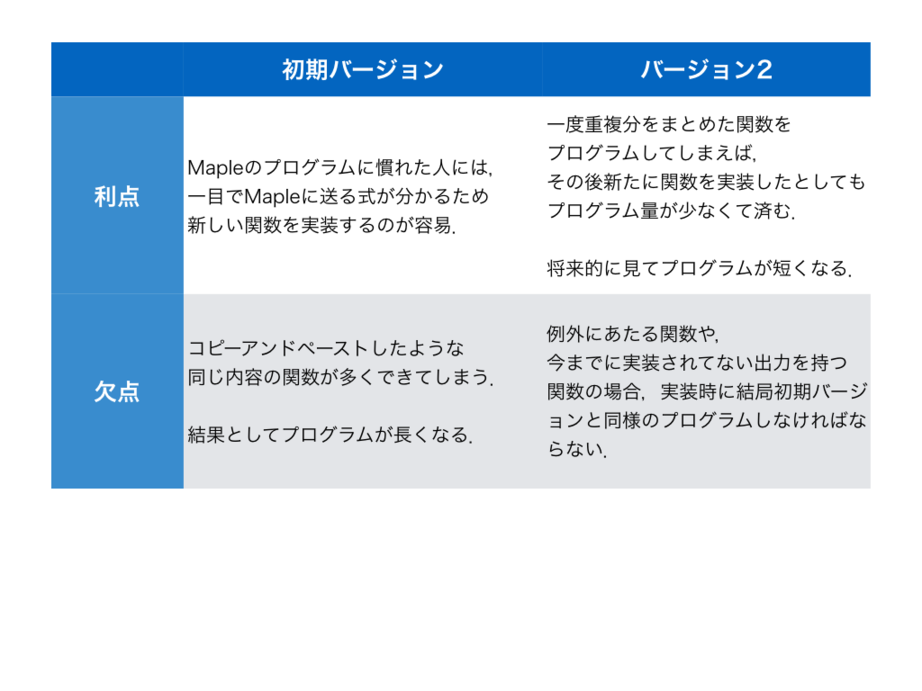 初期バージョン
バージョン2
利点
Mapleのプログラムに慣れた人には,
一目でMapleに送る式が分かるため
新しい関数を実装するのが容易.
一度重複分をまとめた関数を
プログラムしてしまえば,
その後新たに関数を実装したとしても
プログラム量が少なくて済む.
将来的に見てプログラムが短くなる.
欠点
コピーアンドペーストしたような
同じ内容の関数が多くできてしまう.
結果としてプログラムが長くなる.
例外にあたる関数や,
今までに実装されてない出力を持つ
関数の場合, 実装時に結局初期バージ
ョンと同様のプログラムしなければな
らない.